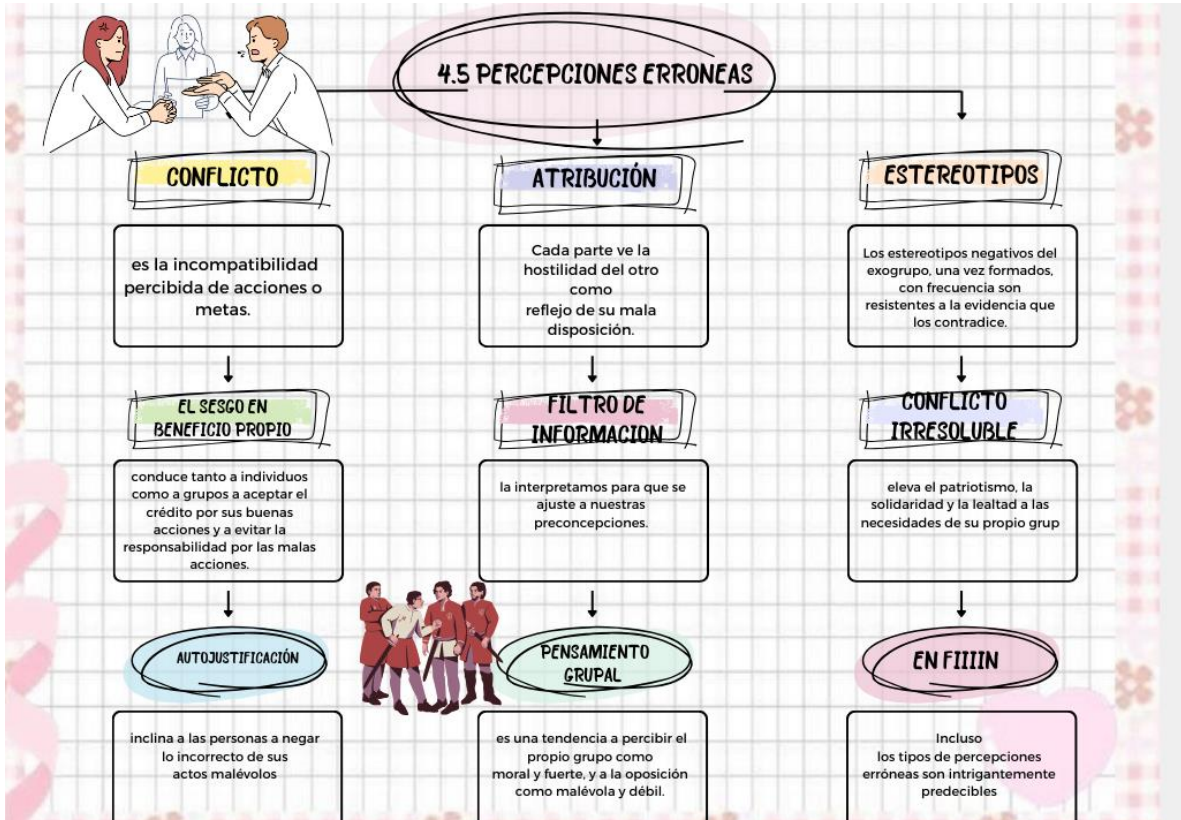 4.5 PERCEPCIONES ERRONEAS
CONFLICTO
es la incompatibilidad
percibida de acciones o
metas.
EL SESGO EN
BENEFICIO PROPIO
conduce tanto a individuos
como a grupos a aceptar el
crédito por sus buenas
acciones y a evitar la
responsabilidad por las malas
acciones.
AUTOJUSTIFICACIÓN
inclina a las personas a negar
lo incorrecto de sus
actos malévolos
ATRIBUCIÓN
Cada parte ve la
hostilidad del otro
como
reflejo de su mala
disposición.
FILTRO DE
INFORMACION
la interpretamos para que se
ajuste a nuestras
preconcepciones.
PENSAMIENTO
GRUPAL
es una tendencia a percibir el
propio grupo como
moral y fuerte, y a la oposición
como malévola y débil.
ESTEREOTIPOS
Los estereotipos negativos del
exogrupo, una vez formados,
con frecuencia son
resistentes a la evidencia que
los contradice.
CONFLICTO
IRRESOLUBLE
eleva el patriotismo, la
solidaridad y la lealtad a las
necesidades de su propio grup
EN FIIIIN
Incluso
los tipos de percepciones
erróneas son intrigantemente
predecibles